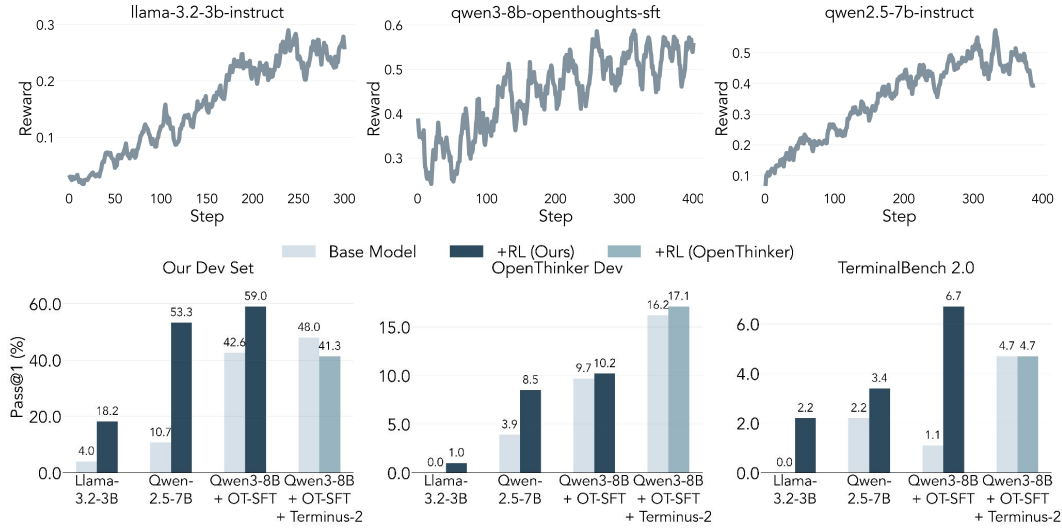 llama-3.2-3b-instruct
qwen3-8b-openthoughts-sft
qwen2.5-7b-instruct
Reward
0.3
0.2
0.1
0 50 100 150 200 250 300
Step
Reward
0.6
0.5
0.4
0.3
0 100 200 300 400
Step
Reward
0.5
0.4
0.3
0.2
0.1
0 100 200 300 400
Step
Base Model +RL (Ours) +RL (OpenThinker)
Our Dev Set
Pass@1 (%)
60.0
40.0
20.0
0.0
4.0 18.2 10.7 53.3 42.6 59.0 48.0 41.3
Llama- Qwen- Qwen3-8B Qwen3-8B
3.2-3B 2.5-7B + OT-SFT + OT-SFT
+ Terminus-2
OpenThinker Dev
15.0
10.0
5.0
0.0
0.0 1.0 3.9 8.5 9.7 10.2 16.2 17.1
Llama- Qwen- Qwen3-8B Qwen3-8B
3.2-3B 2.5-7B + OT-SFT + OT-SFT
+ Terminus-2
TerminalBench 2.0
6.0
4.0
2.0
0.0
0.0 2.2 2.2 3.4 1.1 6.7 4.7 4.7
Llama- Qwen- Qwen3-8B Qwen3-8B
3.2-3B 2.5-7B + OT-SFT + OT-SFT
+ Terminus-2